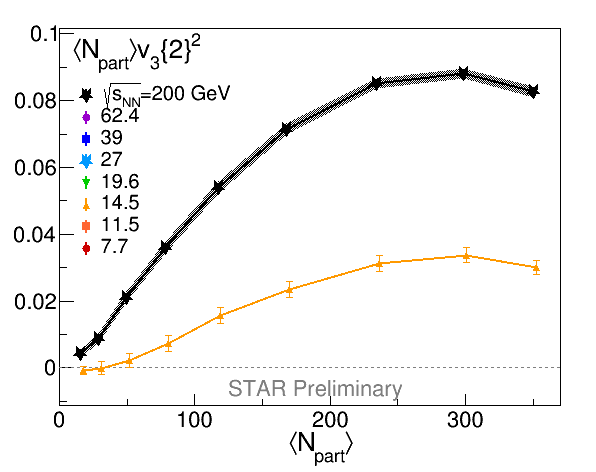 0.1
⟨N_part⟩v_3{2}^2
√s_NN=200 GeV
0.08
62.4
39
0.06
27
19.6
14.5
0.04
11.5
7.7
0.02
0
STAR Preliminary
0 100 200 300
⟨N_part⟩